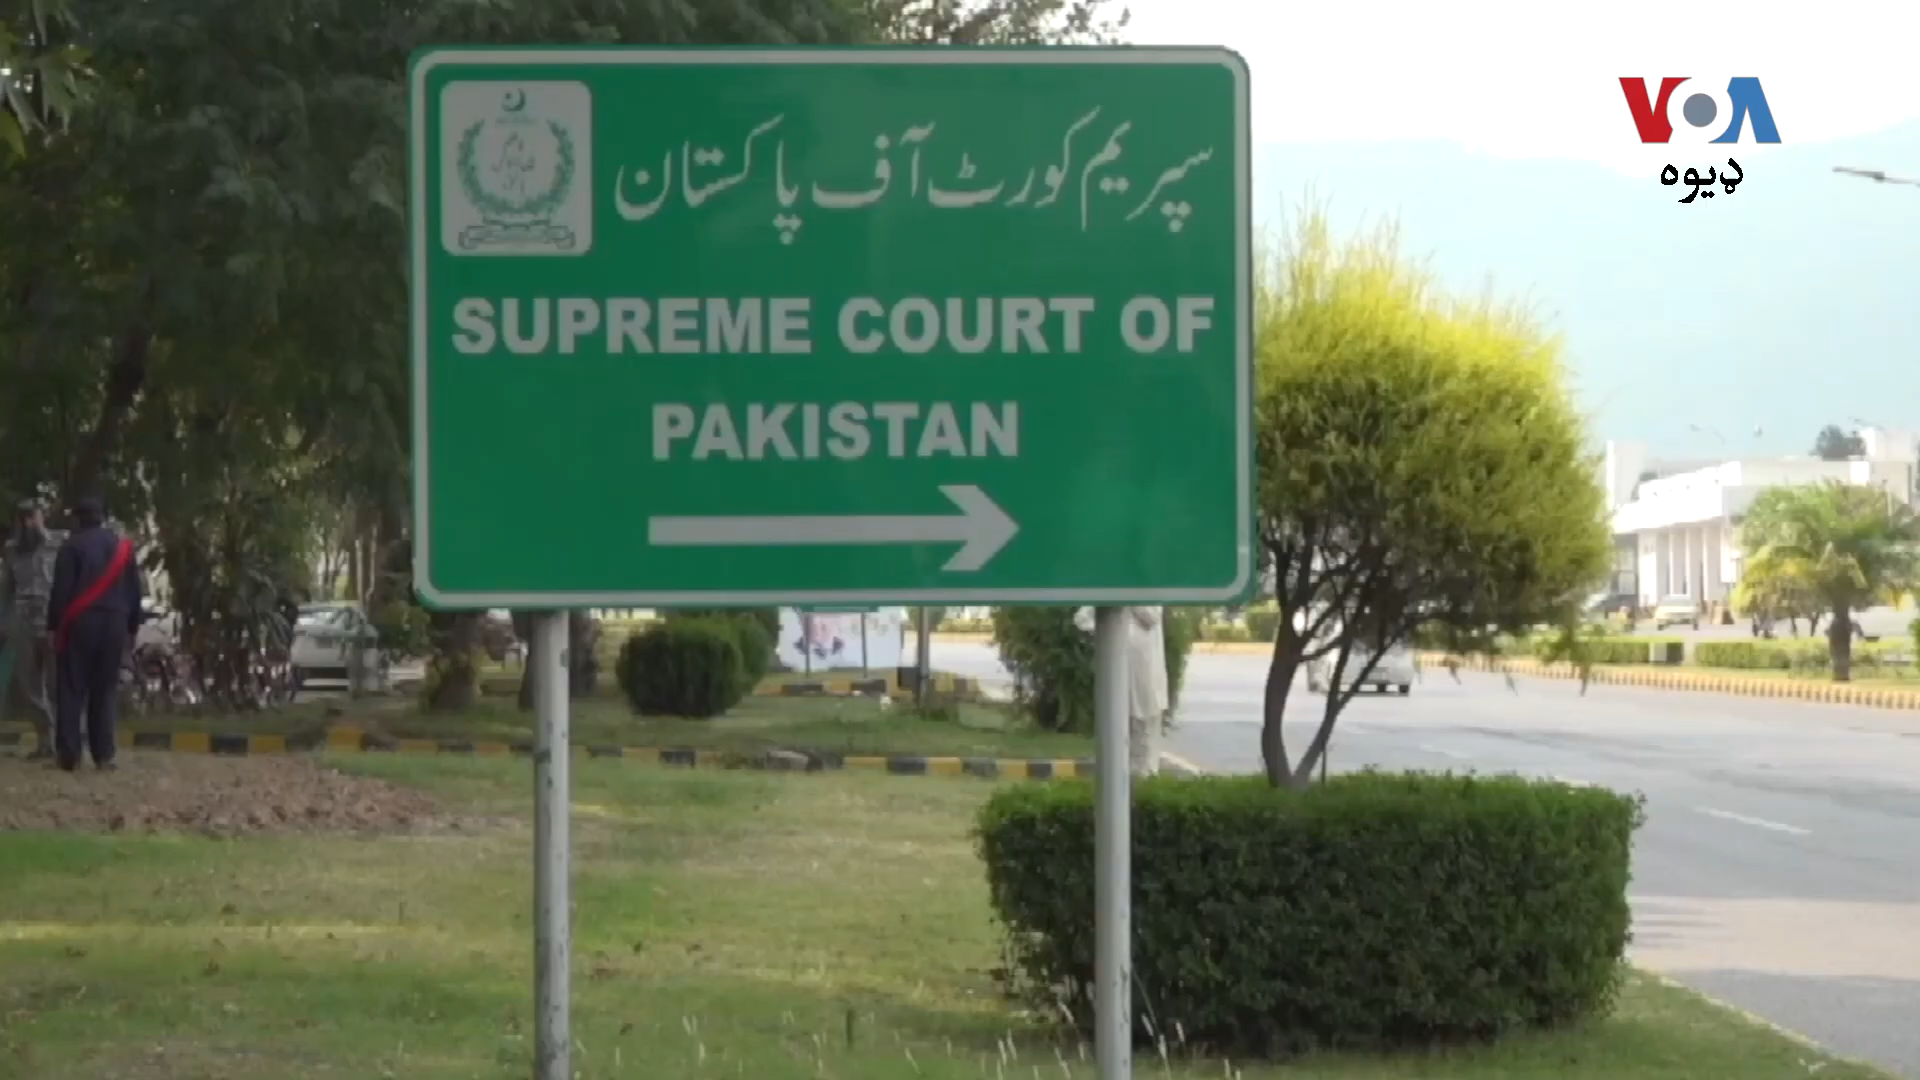 سپریم کورٹ آف پاکستان
SUPREME COURT OF
PAKISTAN
VOA
ډیوه